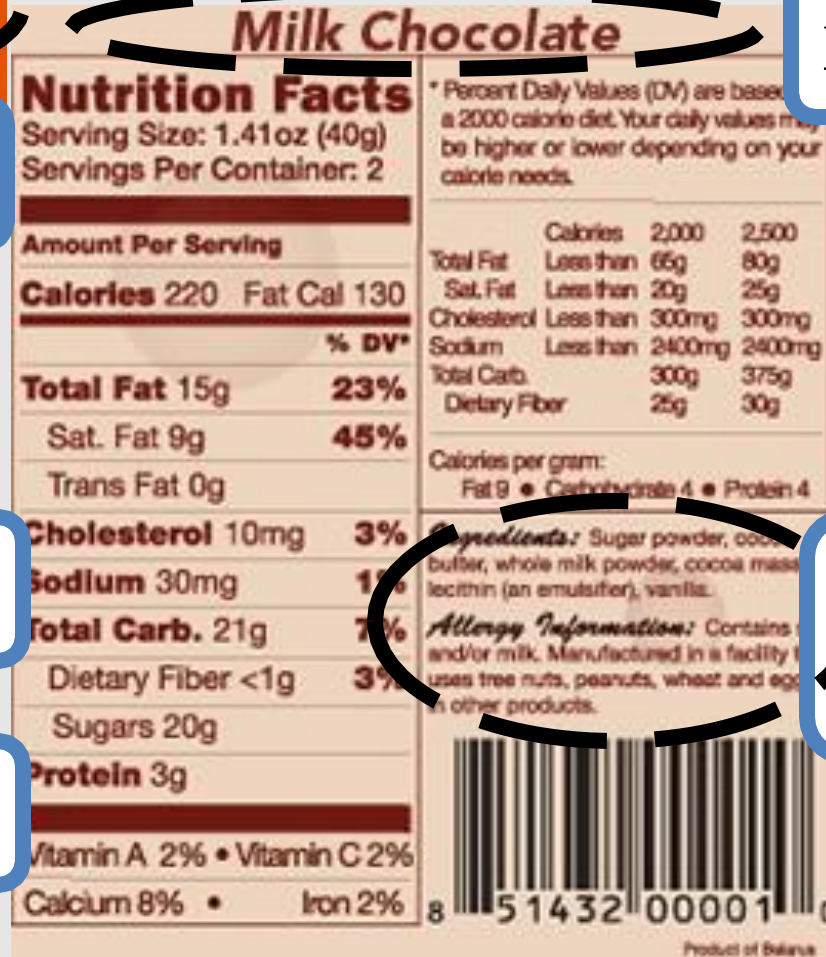 Milk Chocolate
Nutrition Facts
Serving Size: 1.41oz (40g)
Servings Per Container: 2
Amount Per Serving
Calories 220 Fat Cal 130
% DV*
Total Fat 15g 23%
Sat. Fat 9g 45%
Trans Fat 0g
Cholesterol 10mg 3%
Sodium 30mg 1%
Total Carb. 21g 7%
Dietary Fiber <1g 3%
Sugars 20g
Protein 3g
Vitamin A 2% • Vitamin C 2%
Calcium 8% • Iron 2%
* Percent Daily Values (DV) are
a 2000 calorie diet. Your daily values
be higher or lower depending on your
calorie needs.
Calories 2,000 2,500
Total Fat Less than 65g 80g
Sat. Fat Less than 20g 25g
Cholesterol Less than 300mg 300mg
Sodium Less than 2400mg 2400mg
Total Carb. 300g 375g
Dietary Fiber 25g 30g
Calories per gram:
Fat 9 • Carbohydrate 4 • Protein 4
Ingredients: Sugar powder,
butter, whole milk powder, cocoa
lecithin (an emulsifier), vanilla.
Allergy Information: Contains
and/or milk. Manufactured in a facility
uses tree nuts, peanuts, wheat and
in other products.
8 51432 00001
Product of Belarus